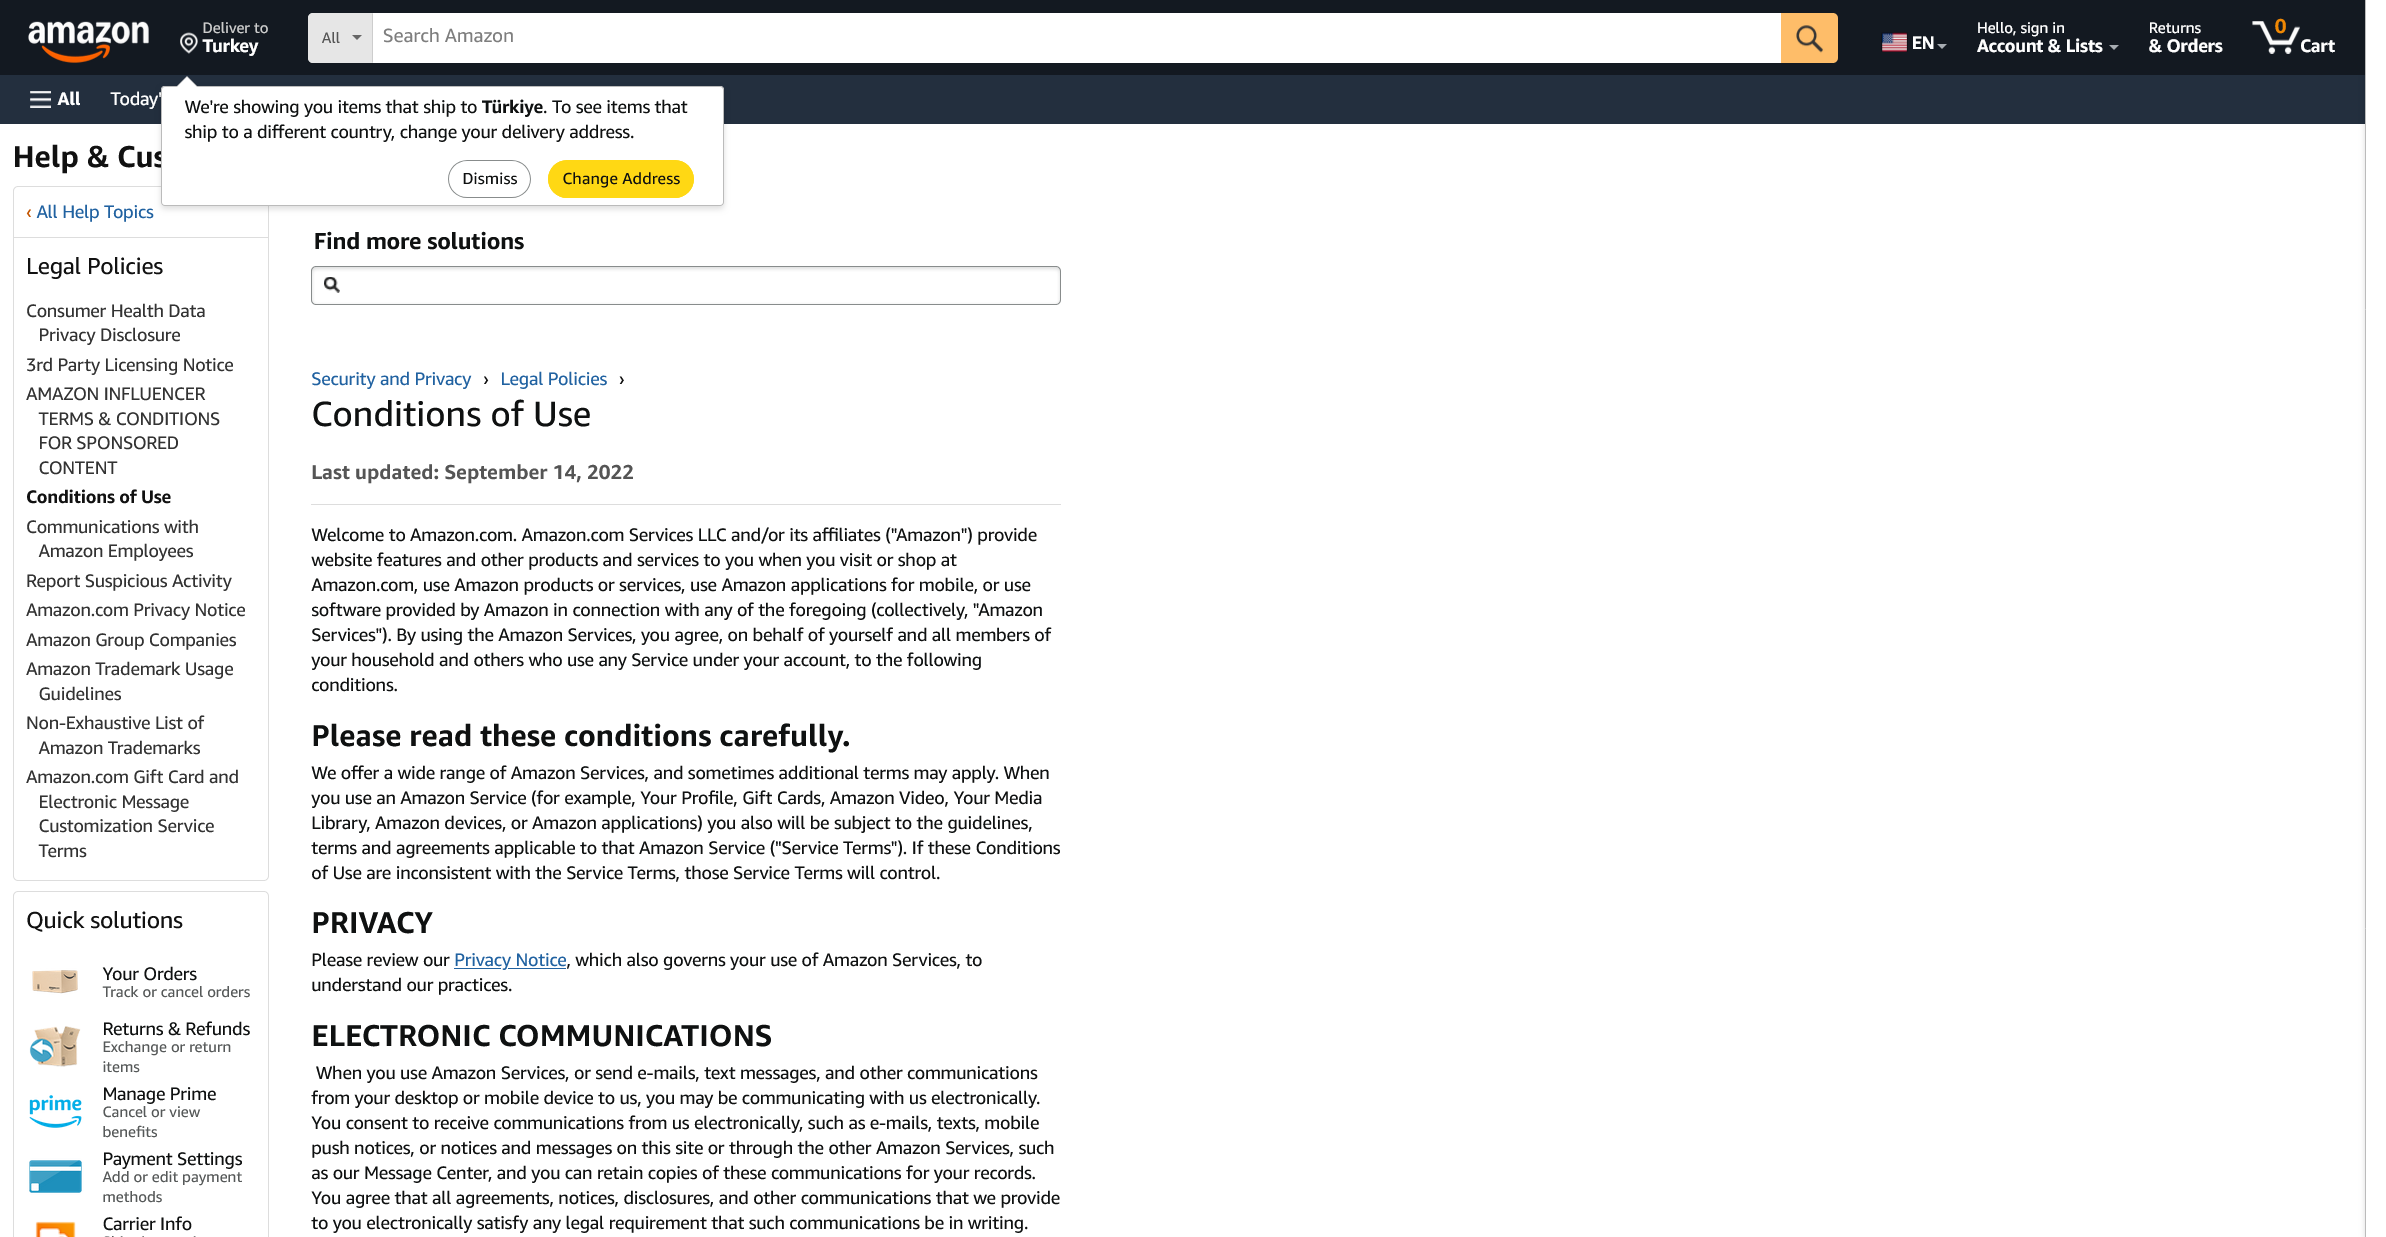 amazon
Deliver to
Turkey
All
Search Amazon
EN
Hello, sign in
Account & Lists
Returns
& Orders
0
Cart
All
Today'
We're showing you items that ship to Türkiye. To see items that
ship to a different country, change your delivery address.
Dismiss
Change Address
Help & Cus
‹ All Help Topics
Legal Policies
Consumer Health Data
Privacy Disclosure
3rd Party Licensing Notice
AMAZON INFLUENCER
TERMS & CONDITIONS
FOR SPONSORED
CONTENT
Conditions of Use
Communications with
Amazon Employees
Report Suspicious Activity
Amazon.com Privacy Notice
Amazon Group Companies
Amazon Trademark Usage
Guidelines
Non-Exhaustive List of
Amazon Trademarks
Amazon.com Gift Card and
Electronic Message
Customization Service
Terms
Quick solutions
Your Orders
Track or cancel orders
Returns & Refunds
Exchange or return
items
prime
Manage Prime
Cancel or view
benefits
Payment Settings
Add or edit payment
methods
Carrier Info
Find more solutions
Security and Privacy › Legal Policies ›
Conditions of Use
Last updated: September 14, 2022
Welcome to Amazon.com. Amazon.com Services LLC and/or its affiliates ("Amazon") provide
website features and other products and services to you when you visit or shop at
Amazon.com, use Amazon products or services, use Amazon applications for mobile, or use
software provided by Amazon in connection with any of the foregoing (collectively, "Amazon
Services"). By using the Amazon Services, you agree, on behalf of yourself and all members of
your household and others who use any Service under your account, to the following
conditions.
Please read these conditions carefully.
We offer a wide range of Amazon Services, and sometimes additional terms may apply. When
you use an Amazon Service (for example, Your Profile, Gift Cards, Amazon Video, Your Media
Library, Amazon devices, or Amazon applications) you also will be subject to the guidelines,
terms and agreements applicable to that Amazon Service ("Service Terms"). If these Conditions
of Use are inconsistent with the Service Terms, those Service Terms will control.
PRIVACY
Please review our Privacy Notice, which also governs your use of Amazon Services, to
understand our practices.
ELECTRONIC COMMUNICATIONS
When you use Amazon Services, or send e-mails, text messages, and other communications
from your desktop or mobile device to us, you may be communicating with us electronically.
You consent to receive communications from us electronically, such as e-mails, texts, mobile
push notices, or notices and messages on this site or through the other Amazon Services, such
as our Message Center, and you can retain copies of these communications for your records.
You agree that all agreements, notices, disclosures, and other communications that we provide
to you electronically satisfy any legal requirement that such communications be in writing.